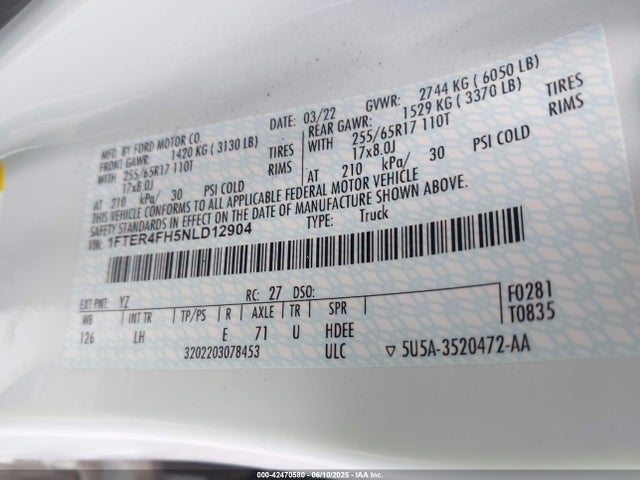 MFD. BY FORD MOTOR CO.
DATE: 03/22 GVWR: 2744 KG ( 6050 LB)
FRONT GAWR: 1420 KG ( 3130 LB) REAR GAWR: 1529 KG ( 3370 LB)
WITH 255/65R17 110T TIRES WITH 255/65R17 110T TIRES
17x8.0J RIMS 17x8.0J RIMS
AT 210 kPa/ 30 PSI COLD AT 210 kPa/ 30 PSI COLD
THIS VEHICLE CONFORMS TO ALL APPLICABLE FEDERAL MOTOR VEHICLE
SAFETY STANDARDS IN EFFECT ON THE DATE OF MANUFACTURE SHOWN ABOVE.
VIN: 1FTER4FH5NLD12904 TYPE: Truck
EXT PNT: YZ RC: 27 DSO: F0281
WB INT TR TP/PS R AXLE TR SPR T0835
126 LH E 71 U HDEE
3202203078453 ULC ▽ 5U5A-3520472-AA
000-42470580 - 06/10/2025 - IAA Inc.